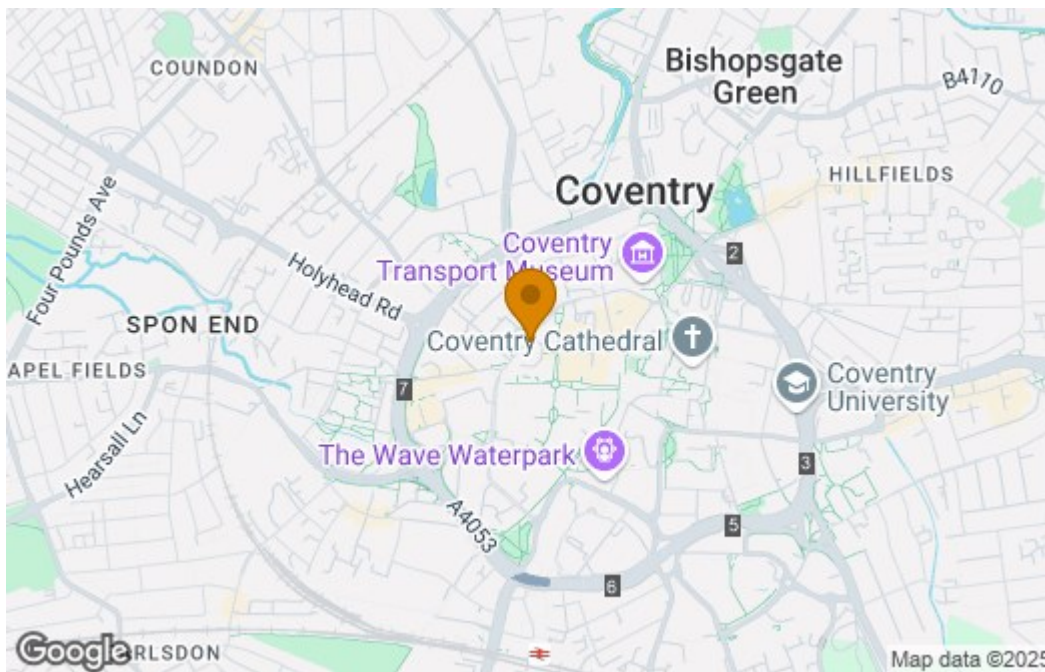 COUNDON
Bishopsgate
Green
B4110
Four Pounds Ave
Coventry
HILLFIELDS
Coventry
Transport Museum
2
Holyhead Rd
SPON END
Coventry Cathedral
APEL FIELDS
7
Coventry
University
Hearsall Ln
The Wave Waterpark
3
A4053
5
6
Google
ARLSDON
Map data ©2025